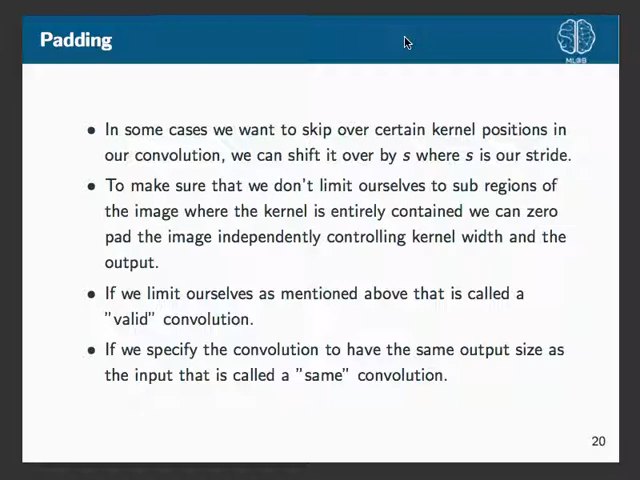 Padding
ML@B
• In some cases we want to skip over certain kernel positions in
our convolution, we can shift it over by s where s is our stride.
• To make sure that we don't limit ourselves to sub regions of
the image where the kernel is entirely contained we can zero
pad the image independently controlling kernel width and the
output.
• If we limit ourselves as mentioned above that is called a
"valid" convolution.
• If we specify the convolution to have the same output size as
the input that is called a "same" convolution.
20